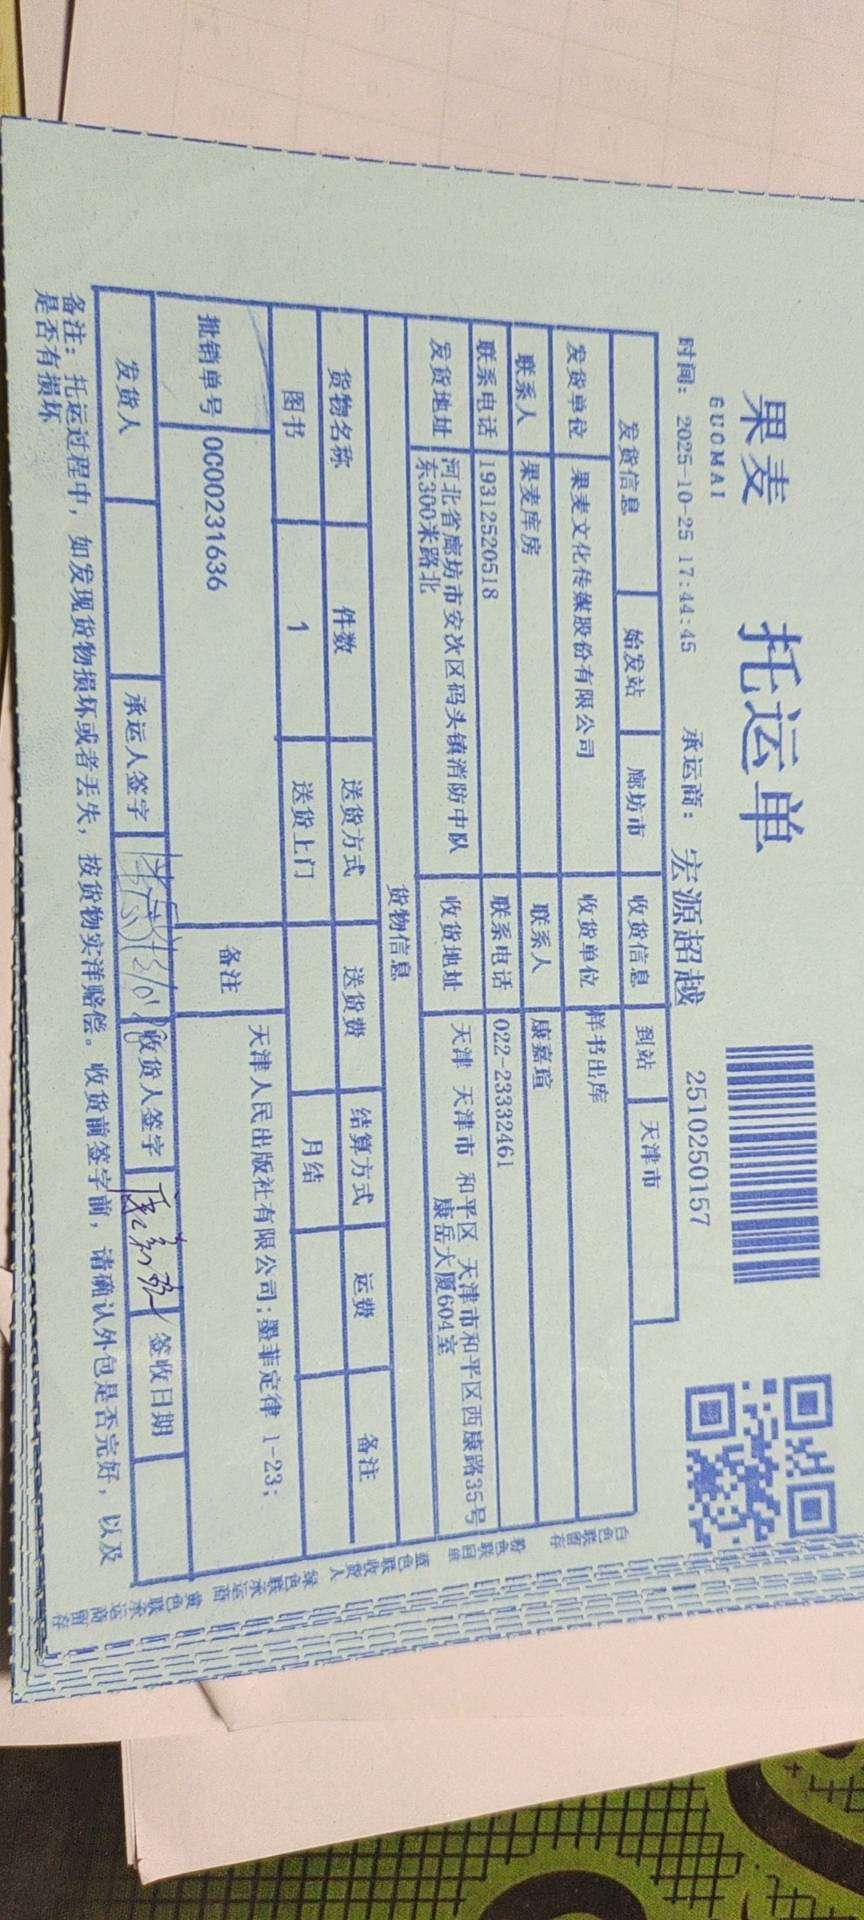 果麦 托运单
GUOMAI
时间: 2025-10-25 17:44:45 承运商: 宏源超越 2510250157
发货信息 始发站 廊坊市 收货信息 到站 天津市
发货单位 果麦文化传媒股份有限公司 收货单位 样书出库
联系人 果麦库房 联系人 康嘉瑄
联系电话 19312520518 联系电话 022-23332461
发货地址 河北省廊坊市安次区码头镇消防中队 收货地址 天津 天津市 和平区 天津市和平区西康路35号
东300米路北 康岳大厦604室
货物信息
货物名称 件数 送货方式 送货费 结算方式 运费 备注
图书 1 送货上门 月结
批销单号 OC00231636 备注 天津人民出版社有限公司;墨菲定律 1-23;
发货人 承运人签字 收货人签字 签收日期
备注: 托运过程中, 如发现货物损坏或者丢失, 按货物实洋赔偿。收货前签字前, 请确认外包是否完好, 以及
是否有损坏
白色联留存
粉色联回单
蓝色联收货人
绿色联承运商
黄色联承运商留存